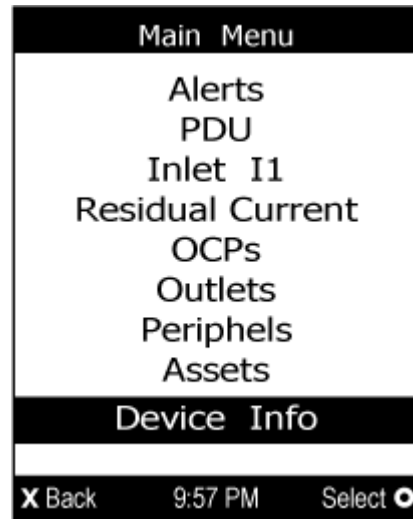 Main Menu
Alerts
PDU
Inlet I1
Residual Current
OCPs
Outlets
Periphels
Assets
Device Info
X Back 9:57 PM Select O